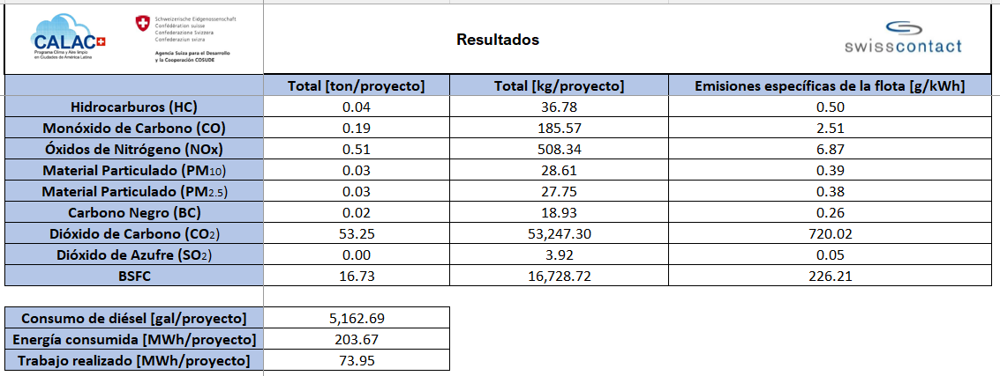 CALAC+
Programa Clima y Aire limpio
en Ciudades de América Latina
Schweizerische Eidgenossenschaft
Confédération suisse
Confederazione Svizzera
Confederaziun svizra
Agencia Suiza para el Desarrollo
y la Cooperación COSUDE
Resultados
swisscontact
Total [ton/proyecto] Total [kg/proyecto] Emisiones específicas de la flota [g/kWh]
Hidrocarburos (HC) 0.04 36.78 0.50
Monóxido de Carbono (CO) 0.19 185.57 2.51
Óxidos de Nitrógeno (NOx) 0.51 508.34 6.87
Material Particulado (PM10) 0.03 28.61 0.39
Material Particulado (PM2.5) 0.03 27.75 0.38
Carbono Negro (BC) 0.02 18.93 0.26
Dióxido de Carbono (CO2) 53.25 53,247.30 720.02
Dióxido de Azufre (SO2) 0.00 3.92 0.05
BSFC 16.73 16,728.72 226.21
Consumo de diésel [gal/proyecto] 5,162.69
Energía consumida [MWh/proyecto] 203.67
Trabajo realizado [MWh/proyecto] 73.95